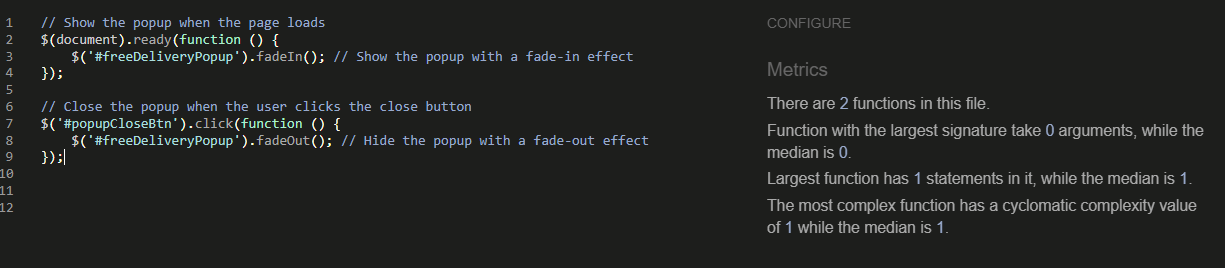 1 // Show the popup when the page loads
2 $(document).ready(function () {
3 $('#freeDeliveryPopup').fadeIn(); // Show the popup with a fade-in effect
4 });
5
6 // Close the popup when the user clicks the close button
7 $('#popupCloseBtn').click(function () {
8 $('#freeDeliveryPopup').fadeOut(); // Hide the popup with a fade-out effect
9 });
10
11
12
CONFIGURE
Metrics
There are 2 functions in this file.
Function with the largest signature take 0 arguments, while the
median is 0.
Largest function has 1 statements in it, while the median is 1.
The most complex function has a cyclomatic complexity value
of 1 while the median is 1.